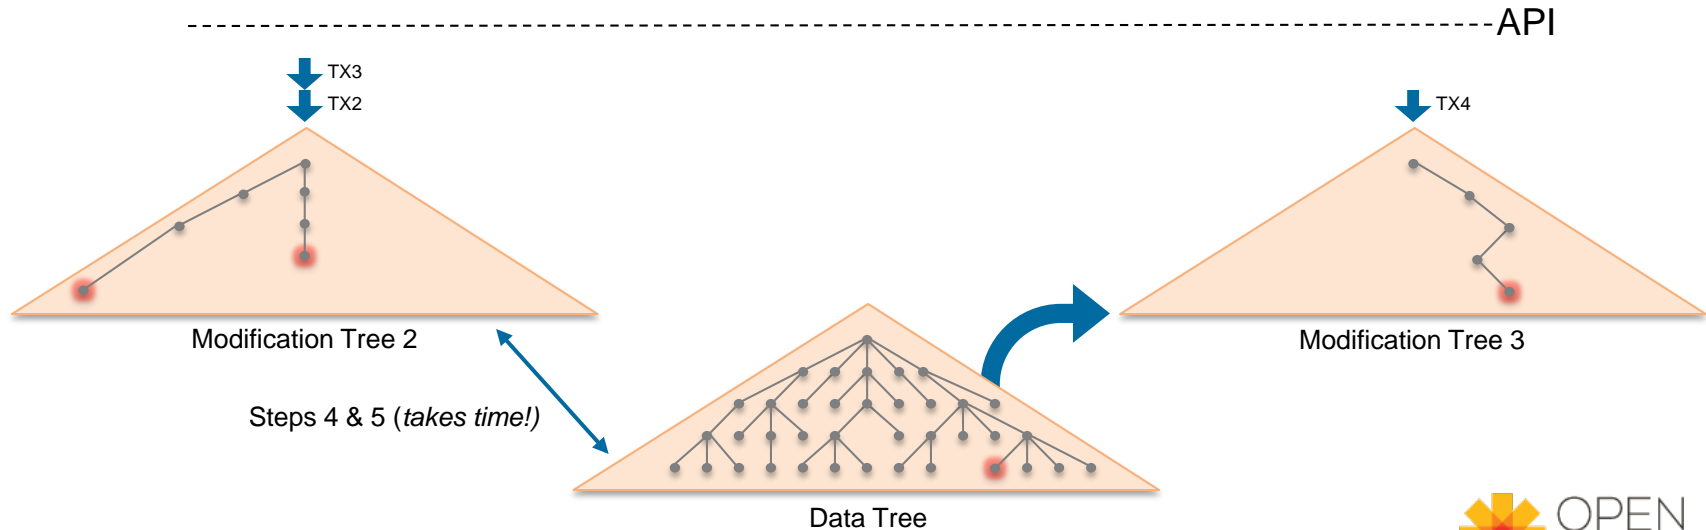 API
TX3
TX2
TX4
Modification Tree 2
Modification Tree 3
Steps 4 & 5 (takes time!)
Data Tree
OPEN